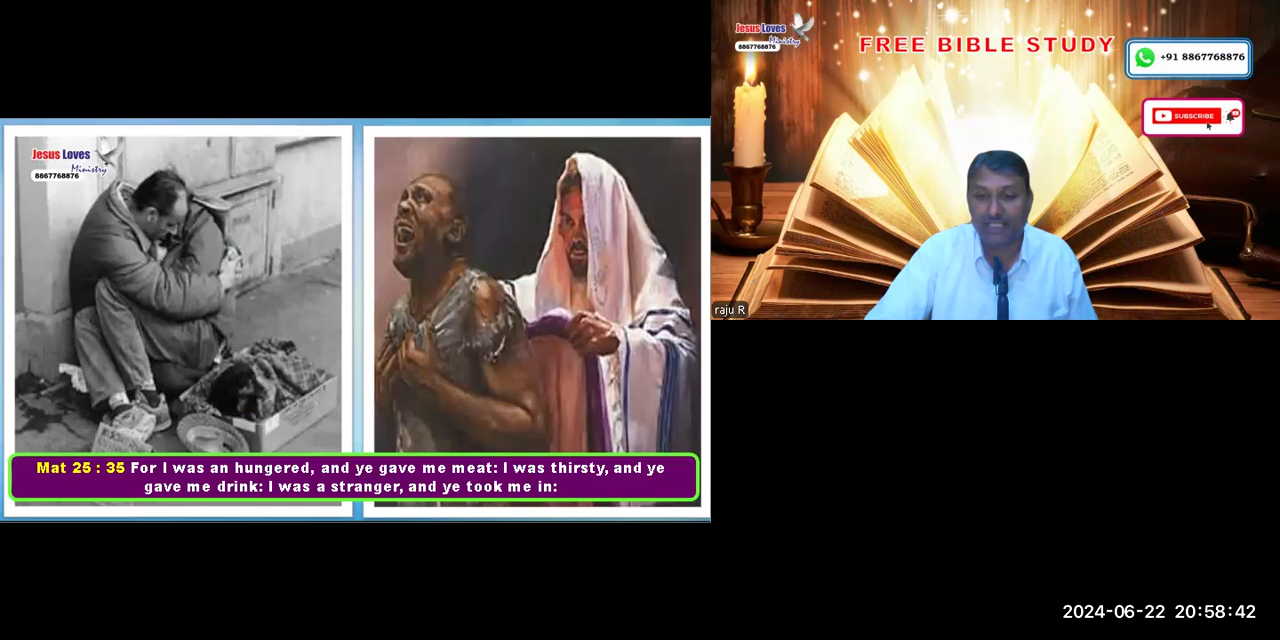 Jesus Loves
Ministry
8867768876
Mat 25 : 35 For I was an hungered, and ye gave me meat: I was thirsty, and ye
gave me drink: I was a stranger, and ye took me in:
Jesus Loves
Ministry
8867768876
FREE BIBLE STUDY
+91 8867768876
SUBSCRIBE
raju R
2024-06-22 20:58:42